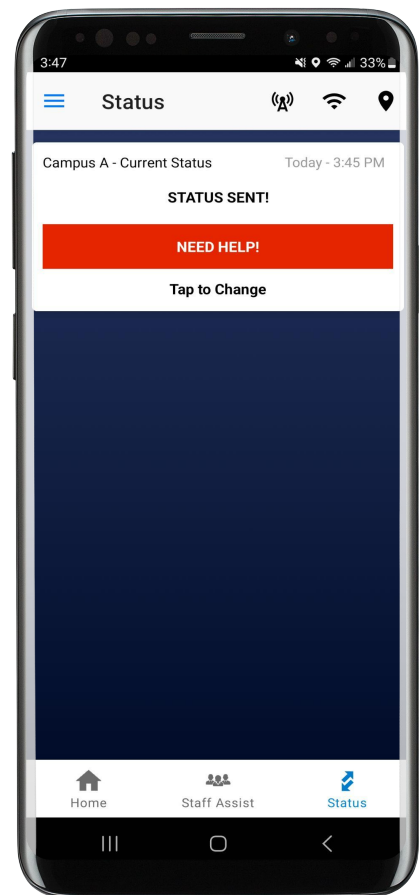 3:47 33%
Status
Campus A - Current Status Today - 3:45 PM
STATUS SENT!
NEED HELP!
Tap to Change
Home Staff Assist Status